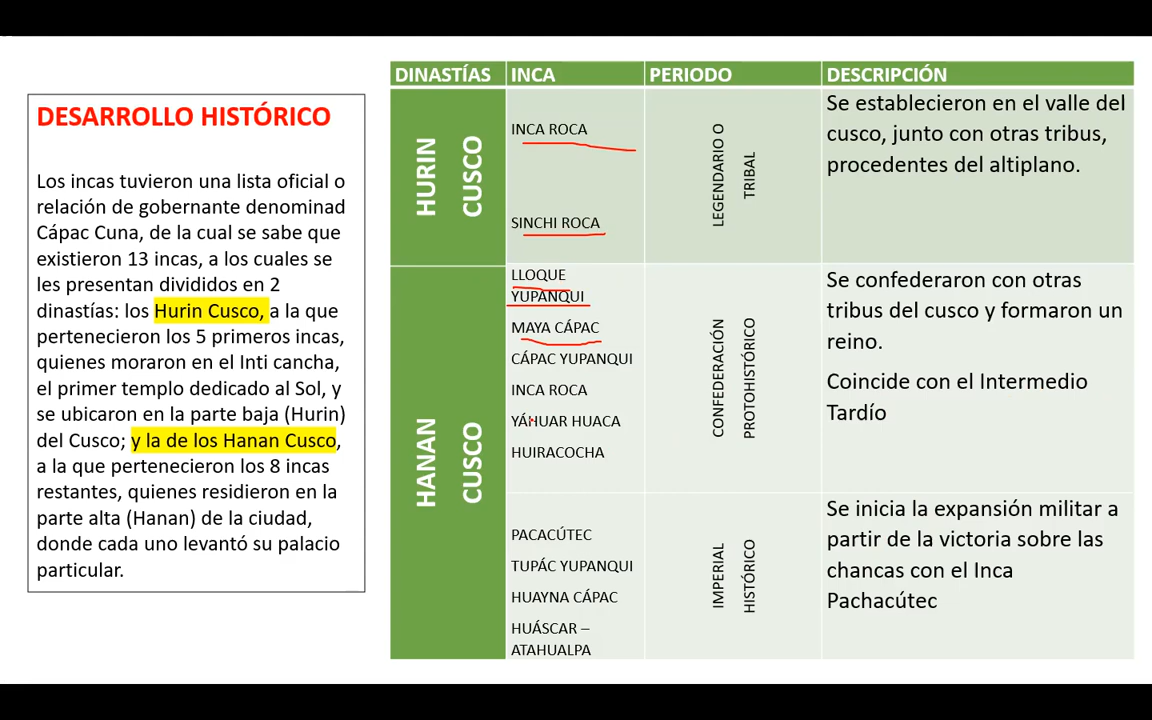 DESARROLLO HISTÓRICO
Los incas tuvieron una lista oficial o
relación de gobernante denominad
Cápac Cuna, de la cual se sabe que
existieron 13 incas, a los cuales se
les presentan divididos en 2
dinastías: los Hurin Cusco, a la que
pertenecieron los 5 primeros incas,
quienes moraron en el Inti cancha,
el primer templo dedicado al Sol, y
se ubicaron en la parte baja (Hurin)
del Cusco; y la de los Hanan Cusco,
a la que pertenecieron los 8 incas
restantes, quienes residieron en la
parte alta (Hanan) de la ciudad,
donde cada uno levantó su palacio
particular.
DINASTÍAS INCA PERIODO DESCRIPCIÓN
HURIN
CUSCO
INCA ROCA
SINCHI ROCA
LEGENDARIO O
TRIBAL
Se establecieron en el valle del
cusco, junto con otras tribus,
procedentes del altiplano.
HANAN
CUSCO
LLOQUE
YUPANQUI
MAYA CÁPAC
CÁPAC YUPANQUI
INCA ROCA
YÁHUAR HUACA
HUIRACOCHA
CONFEDERACIÓN
PROTOHISTÓRICO
Se confederaron con otras
tribus del cusco y formaron un
reino.
Coincide con el Intermedio
Tardío
PACACÚTEC
TUPÁC YUPANQUI
HUAYNA CÁPAC
HUÁSCAR –
ATAHUALPA
IMPERIAL
HISTÓRICO
Se inicia la expansión militar a
partir de la victoria sobre las
chancas con el Inca
Pachacútec